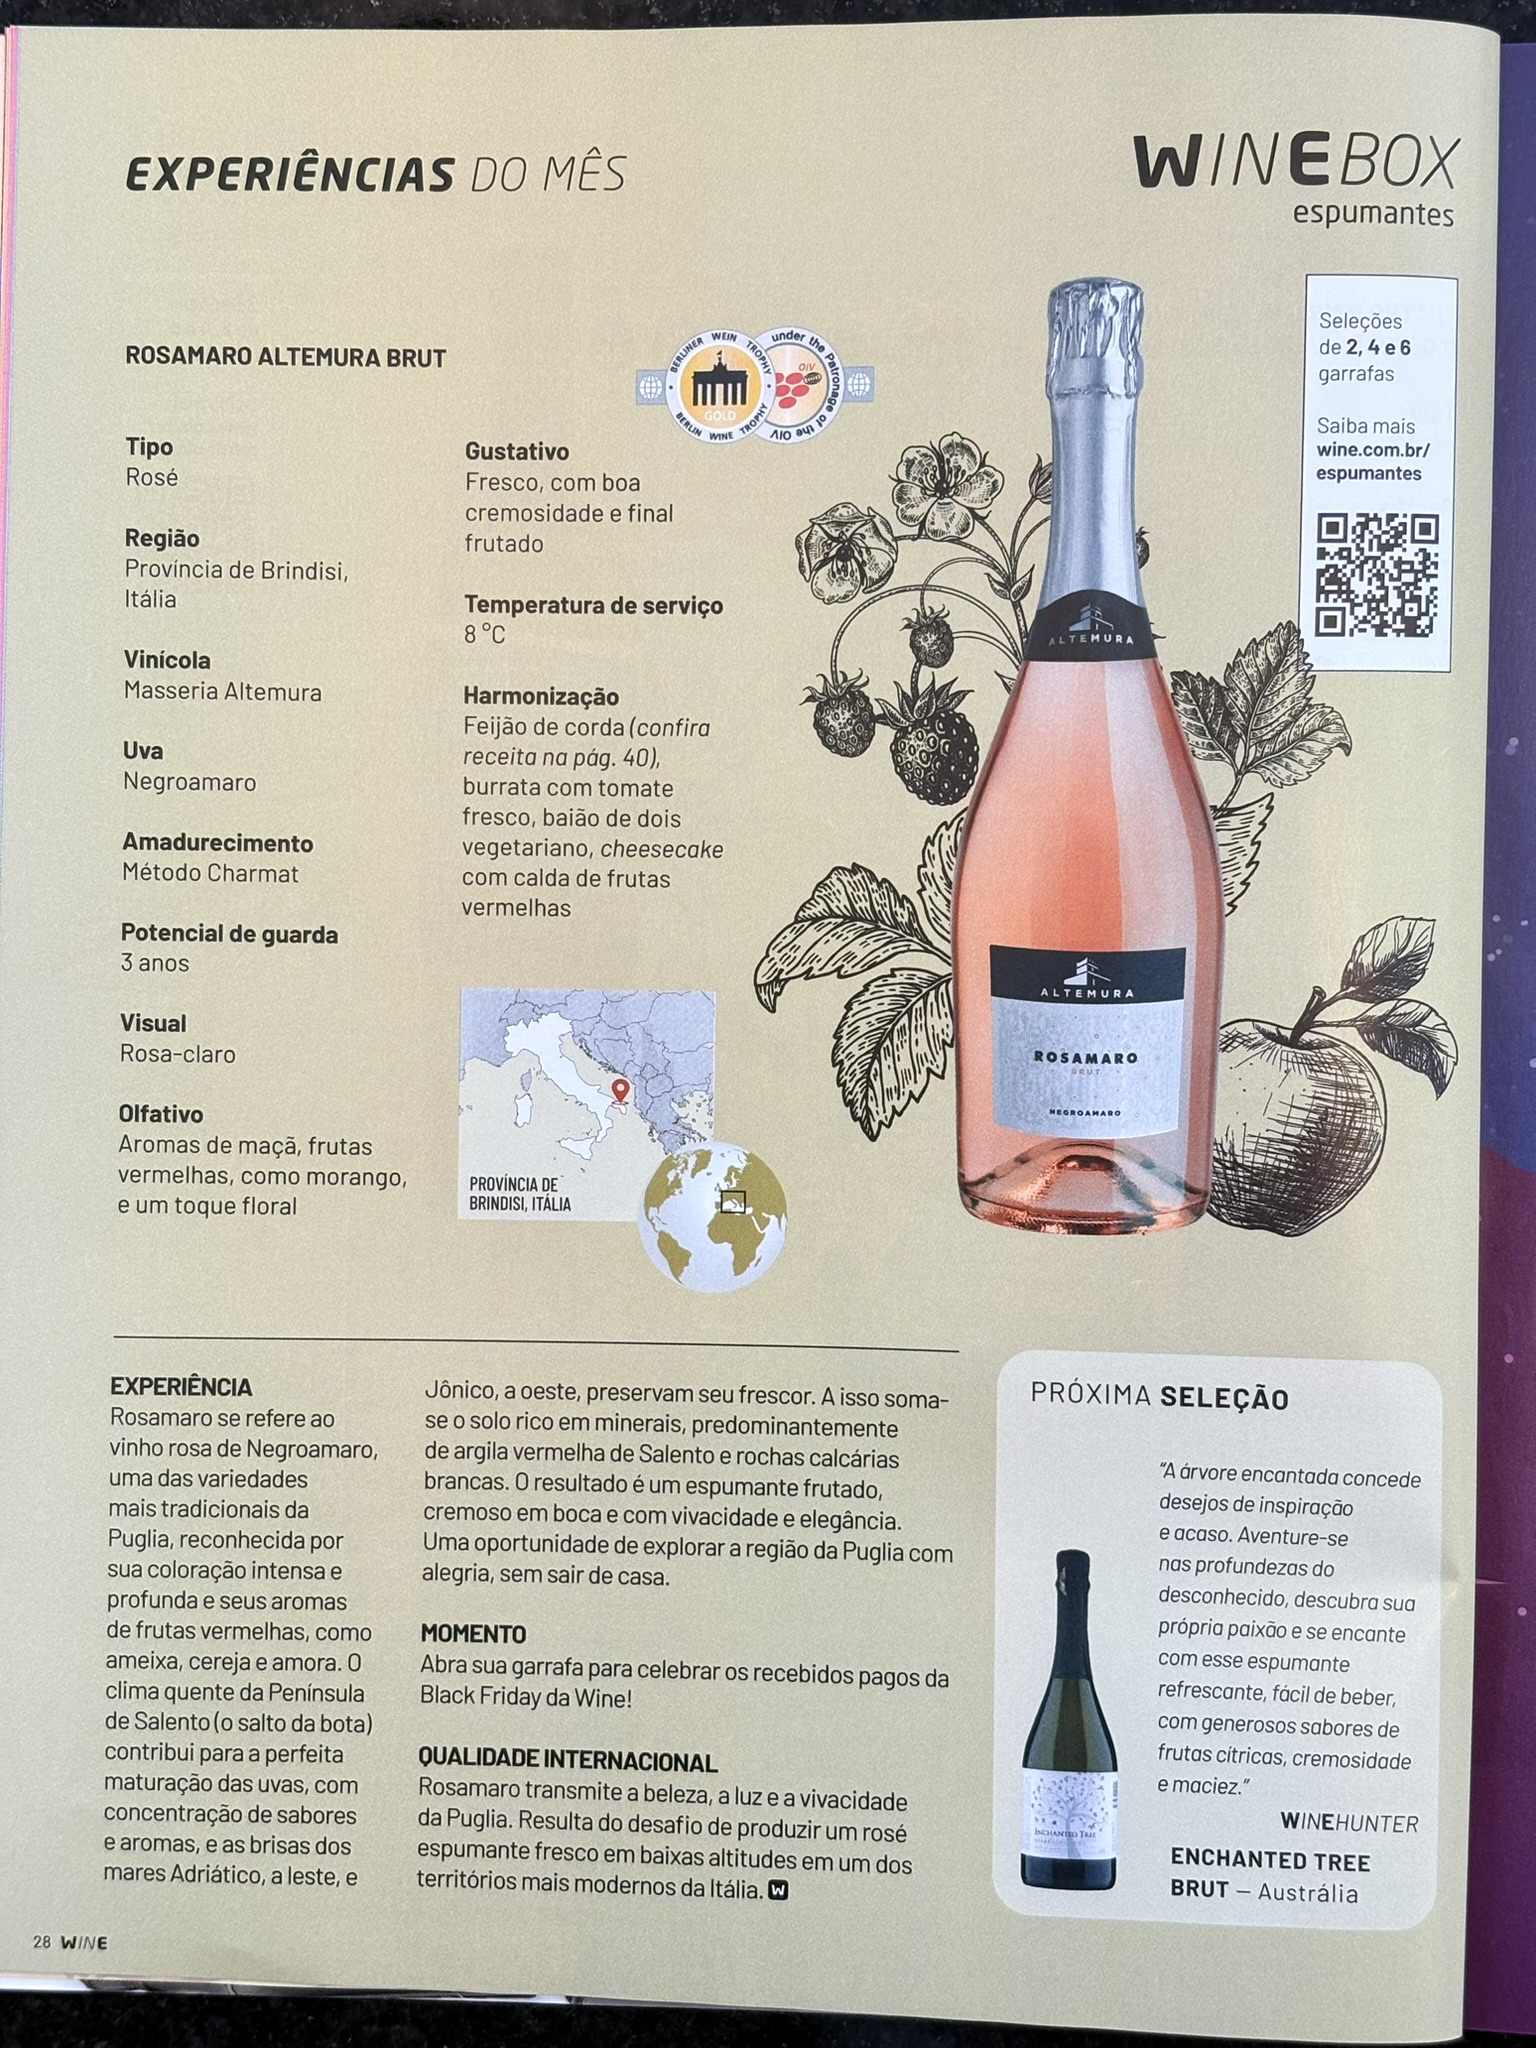 EXPERIÊNCIAS DO MÊS
WINEBOX
espumantes
Seleções
de 2, 4 e 6
garrafas
Saiba mais
wine.com.br/
espumantes
ROSAMARO ALTEMURA BRUT
BERLINER WEIN TROPHY
GOLD
BERLIN WINE TROPHY
under the Patronage of the OIV
OIV
Tipo
Rosé
Região
Província de Brindisi,
Itália
Vinícola
Masseria Altemura
Uva
Negroamaro
Amadurecimento
Método Charmat
Potencial de guarda
3 anos
Visual
Rosa-claro
Olfativo
Aromas de maçã, frutas
vermelhas, como morango,
e um toque floral
Gustativo
Fresco, com boa
cremosidade e final
frutado
Temperatura de serviço
8 °C
Harmonização
Feijão de corda (confira
receita na pág. 40),
burrata com tomate
fresco, baião de dois
vegetariano, cheesecake
com calda de frutas
vermelhas
PROVÍNCIA DE
BRINDISI, ITÁLIA
ALTEMURA
ALTEMURA
ROSAMARO
BRUT
NEGROAMARO
EXPERIÊNCIA
Rosamaro se refere ao
vinho rosa de Negroamaro,
uma das variedades
mais tradicionais da
Puglia, reconhecida por
sua coloração intensa e
profunda e seus aromas
de frutas vermelhas, como
ameixa, cereja e amora. O
clima quente da Península
de Salento (o salto da bota)
contribui para a perfeita
maturação das uvas, com
concentração de sabores
e aromas, e as brisas dos
mares Adriático, a leste, e
Jônico, a oeste, preservam seu frescor. A isso soma-
se o solo rico em minerais, predominantemente
de argila vermelha de Salento e rochas calcárias
brancas. O resultado é um espumante frutado,
cremoso em boca e com vivacidade e elegância.
Uma oportunidade de explorar a região da Puglia com
alegria, sem sair de casa.
MOMENTO
Abra sua garrafa para celebrar os recebidos pagos da
Black Friday da Wine!
QUALIDADE INTERNACIONAL
Rosamaro transmite a beleza, a luz e a vivacidade
da Puglia. Resulta do desafio de produzir um rosé
espumante fresco em baixas altitudes em um dos
territórios mais modernos da Itália. W
PRÓXIMA SELEÇÃO
"A árvore encantada concede
desejos de inspiração
e acaso. Aventure-se
nas profundezas do
desconhecido, descubra sua
própria paixão e se encante
com esse espumante
refrescante, fácil de beber,
com generosos sabores de
frutas cítricas, cremosidade
e maciez."
WINEHUNTER
ENCHANTED TREE
BRUT – Austrália
ENCHANTED TREE
28 WINE